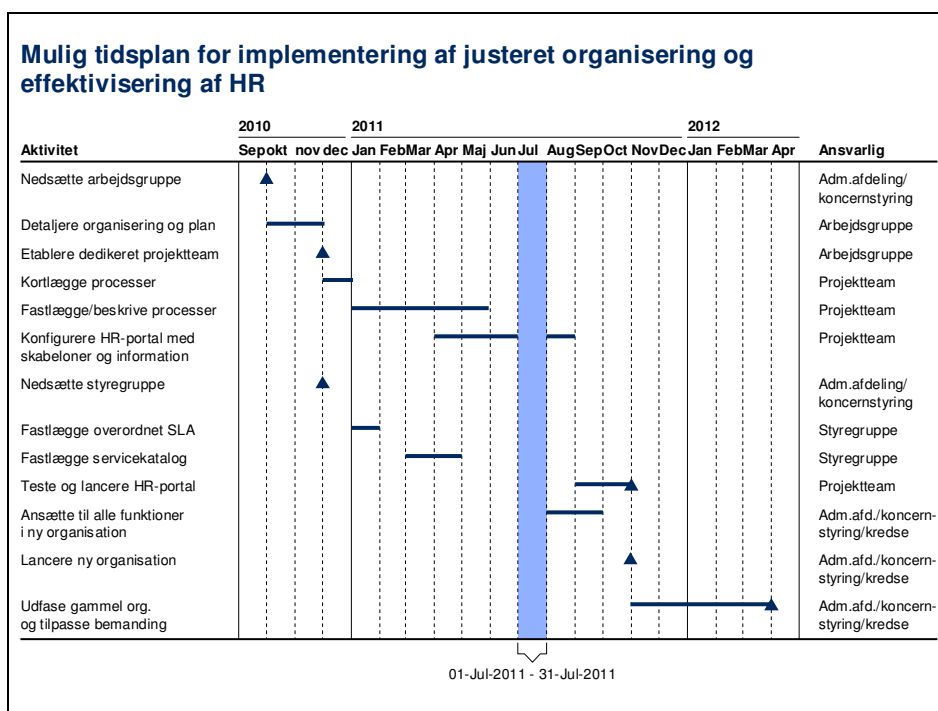 Mulig tidsplan for implementering af justeret organisering og
effektivisering af HR
2010 2011 2012
Aktivitet Sep okt nov dec Jan Feb Mar Apr Maj Jun Jul Aug Sep Oct Nov Dec Jan Feb Mar Apr Ansvarlig
Nedsætte arbejdsgruppe Adm.afdeling/
koncernstyring
Detaljere organisering og plan Arbejdsgruppe
Etablere dedikeret projektteam Arbejdsgruppe
Kortlægge processer Projektteam
Fastlægge/beskrive processer Projektteam
Konfigurere HR-portal med Projektteam
skabeloner og information
Nedsætte styregruppe Adm.afdeling/
koncernstyring
Fastlægge overordnet SLA Styregruppe
Fastlægge servicekatalog Styregruppe
Teste og lancere HR-portal Projektteam
Ansætte til alle funktioner Adm.afd./koncern-
i ny organisation styring/kredse
Lancere ny organisation Adm.afd./koncern-
styring/kredse
Udfase gammel org. Adm.afd./koncern-
og tilpasse bemanding styring/kredse
01-Jul-2011 - 31-Jul-2011